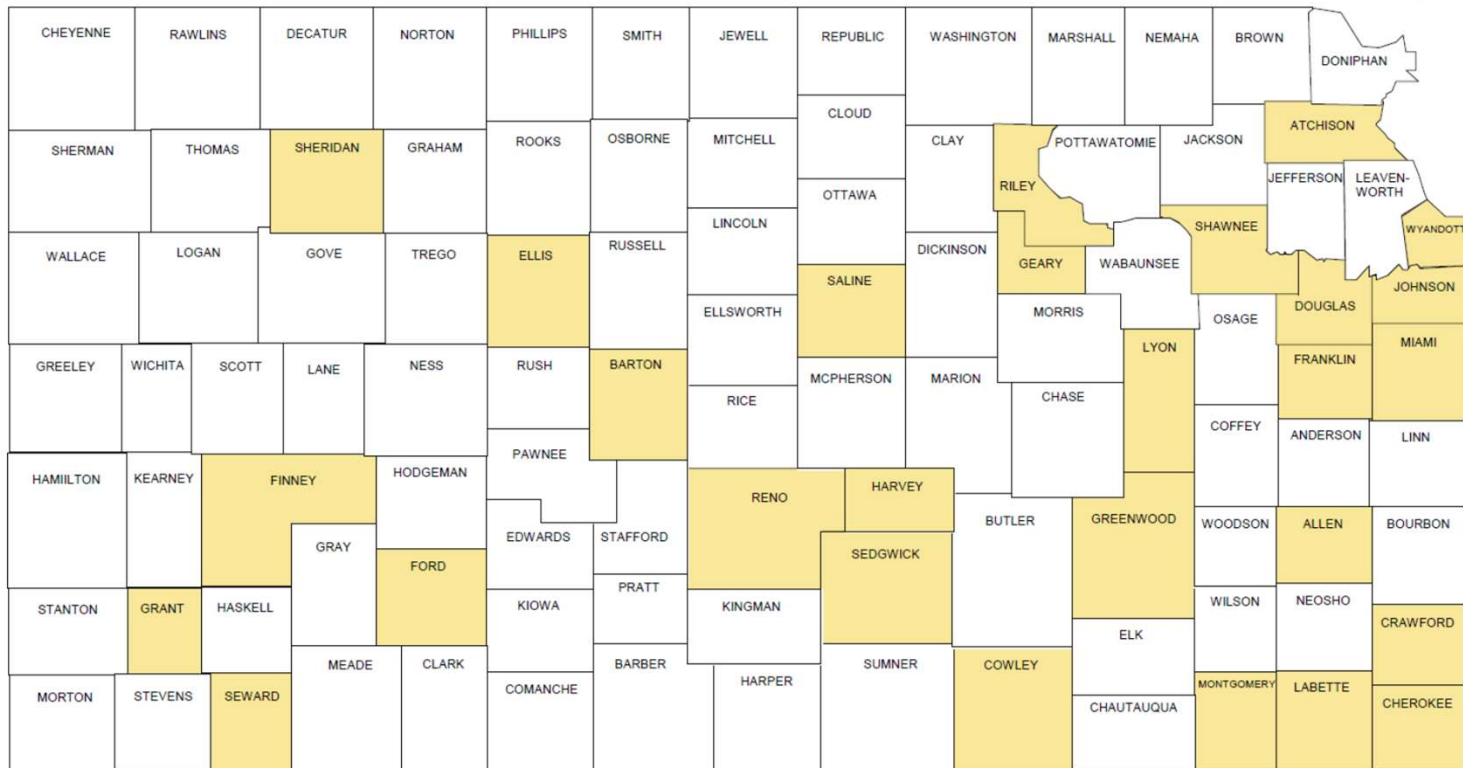 CHEYENNE
RAWLINS
DECATUR
NORTON
PHILLIPS
SMITH
JEWELL
REPUBLIC
WASHINGTON
MARSHALL
NEMAHA
BROWN
DONIPHAN
CLOUD
SHERMAN
THOMAS
SHERIDAN
GRAHAM
ROOKS
OSBORNE
MITCHELL
CLAY
RILEY
POTTAWATOMIE
JACKSON
ATCHISON
JEFFERSON
LEAVEN-
WORTH
OTTAWA
LINCOLN
WALLACE
LOGAN
GOVE
TREGO
ELLIS
RUSSELL
SALINE
DICKINSON
GEARY
WABAUNSEE
SHAWNEE
WYANDOTT
ELLSWORTH
MORRIS
OSAGE
DOUGLAS
JOHNSON
GREELEY
WICHITA
SCOTT
LANE
NESS
RUSH
BARTON
RICE
MCPHERSON
MARION
CHASE
LYON
FRANKLIN
MIAMI
COFFEY
ANDERSON
LINN
HAMIILTON
KEARNEY
FINNEY
HODGEMAN
PAWNEE
RENO
HARVEY
BUTLER
GREENWOOD
WOODSON
ALLEN
BOURBON
GRAY
FORD
EDWARDS
STAFFORD
SEDGWICK
PRATT
STANTON
GRANT
HASKELL
KIOWA
KINGMAN
WILSON
NEOSHO
CRAWFORD
ELK
MORTON
STEVENS
SEWARD
MEADE
CLARK
COMANCHE
BARBER
HARPER
SUMNER
COWLEY
CHAUTAUQUA
MONTGOMERY
LABETTE
CHEROKEE